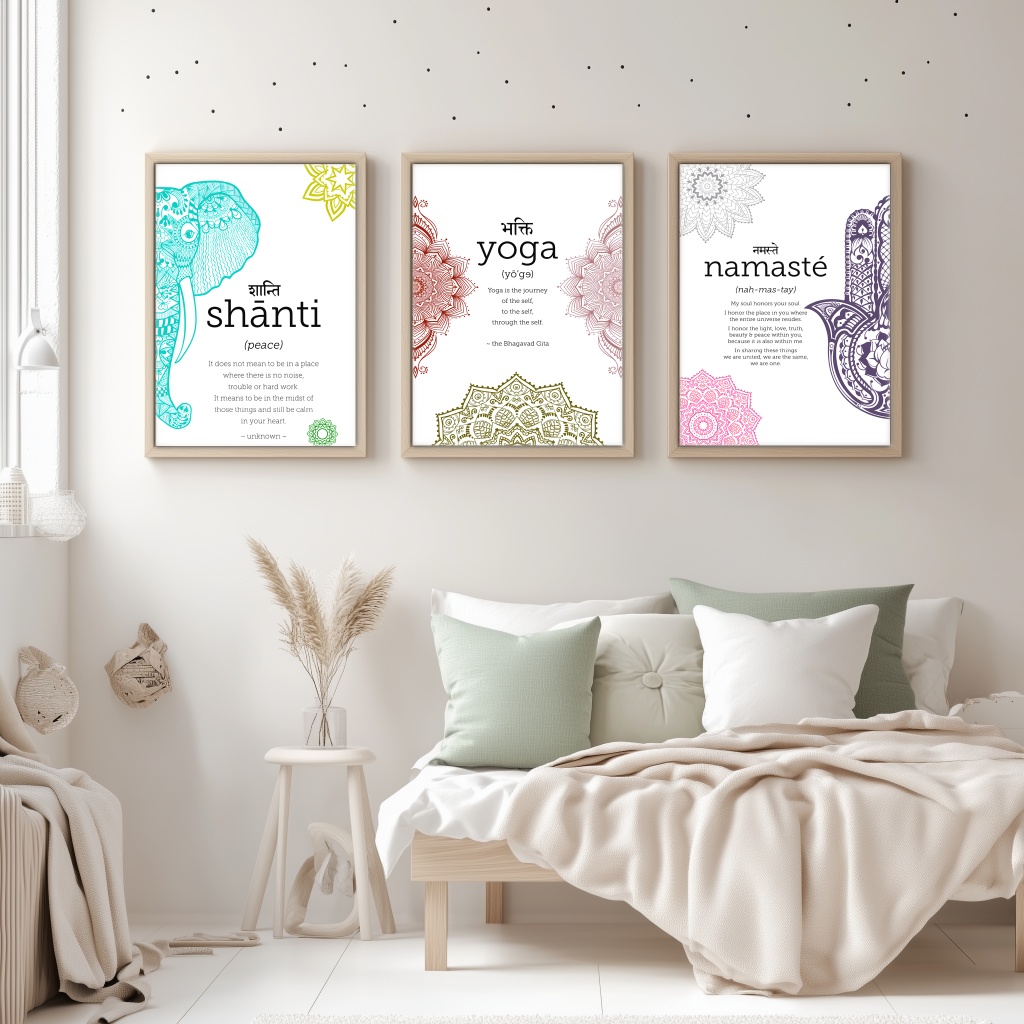 शान्ति
shānti
(peace)
It does not mean to be in a place
where there is no noise,
trouble or hard work
It means to be in the midst of
those things and still be calm
in your heart.
~ unknown ~
भक्ति
yoga
(yō'gə)
Yoga is the journey
of the self,
to the self,
through the self.
~ the Bhagavad Gita
नमस्ते
namasté
(nah-mas-tay)
My soul honors your soul.
I honor the place in you where
the entire universe resides.
I honor the light, love, truth,
beauty & peace within you,
because it is also within me.
In sharing these things
we are united, we are the same,
we are one.